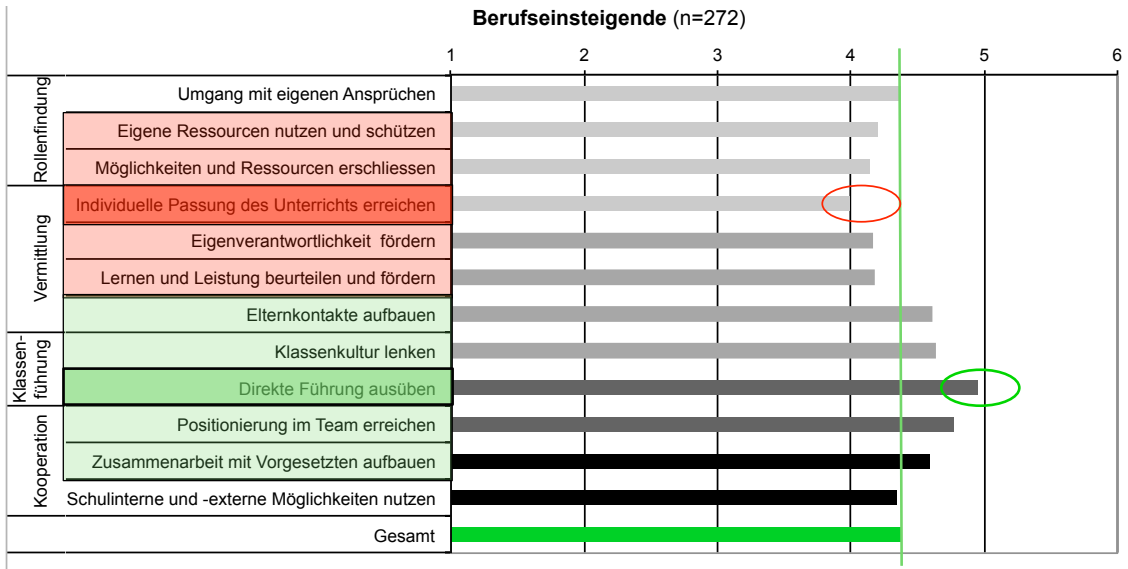 Berufseinsteigende (n=272)
1 2 3 4 5 6
Rollenfindung
Umgang mit eigenen Ansprüchen
Eigene Ressourcen nutzen und schützen
Möglichkeiten und Ressourcen erschliessen
Vermittlung
Individuelle Passung des Unterrichts erreichen
Eigenverantwortlichkeit fördern
Lernen und Leistung beurteilen und fördern
Elternkontakte aufbauen
Klassen-
führung
Klassenkultur lenken
Direkte Führung ausüben
Kooperation
Positionierung im Team erreichen
Zusammenarbeit mit Vorgesetzten aufbauen
Schulinterne und -externe Möglichkeiten nutzen
Gesamt